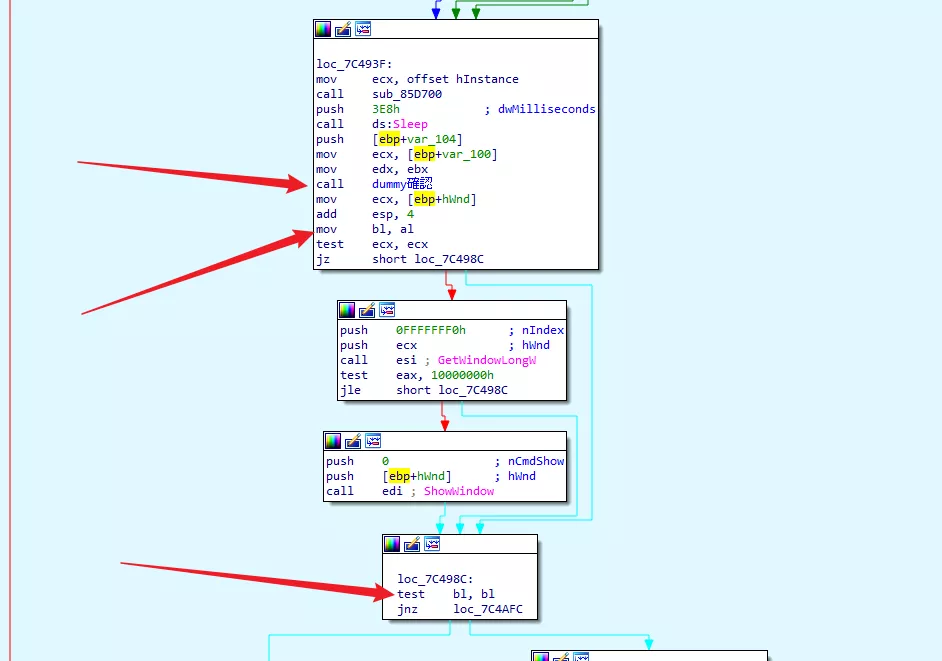 loc_7C493F:
mov ecx, offset hInstance
call sub_85D700
push 3E8h ; dwMilliseconds
call ds:Sleep
push [ebp+var_104]
mov ecx, [ebp+var_100]
mov edx, ebx
call dummy確認
mov ecx, [ebp+hWnd]
add esp, 4
mov bl, al
test ecx, ecx
jz short loc_7C498C
push 0FFFFFFF0h ; nIndex
push ecx ; hWnd
call esi ; GetWindowLongW
test eax, 10000000h
jle short loc_7C498C
push 0 ; nCmdShow
push [ebp+hWnd] ; hWnd
call edi ; ShowWindow
loc_7C498C:
test bl, bl
jnz loc_7C4AFC